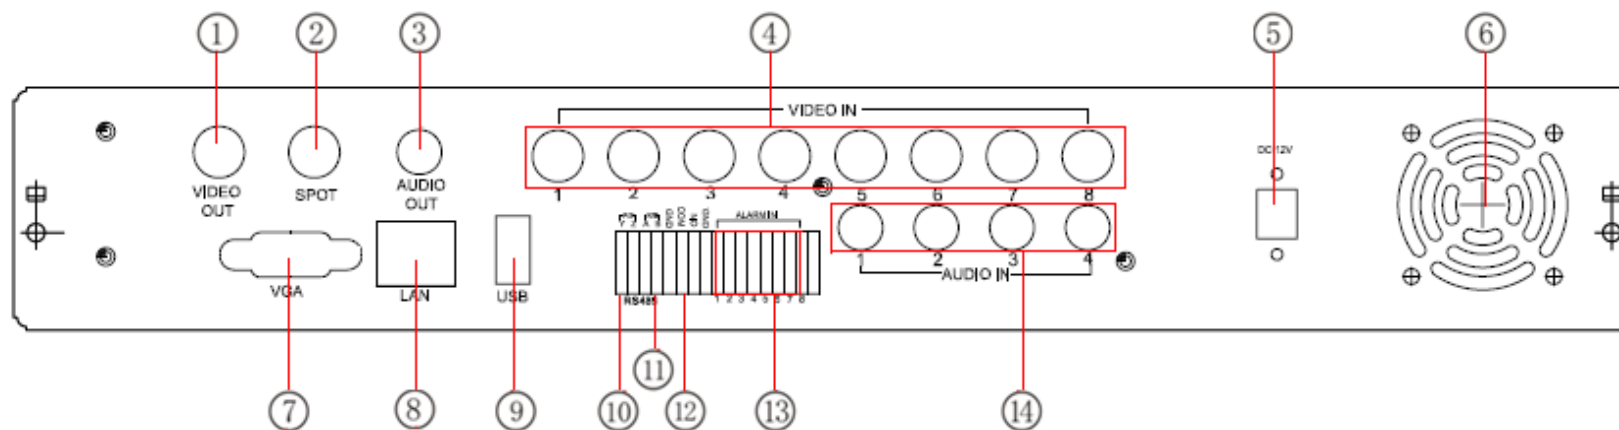 ① ② ③ ④ ⑤ ⑥
VIDEO IN
DC 12V
VIDEO
OUT
SPOT
AUDIO
OUT
1 2 3 4 5 6 7 8
ALARM IN
VGA
LAN
USB
RS485
1 2 3 4 5 6 7 8
1 2 3 4
AUDIO IN
⑦ ⑧ ⑨ ⑩ ⑪ ⑫ ⑬ ⑭